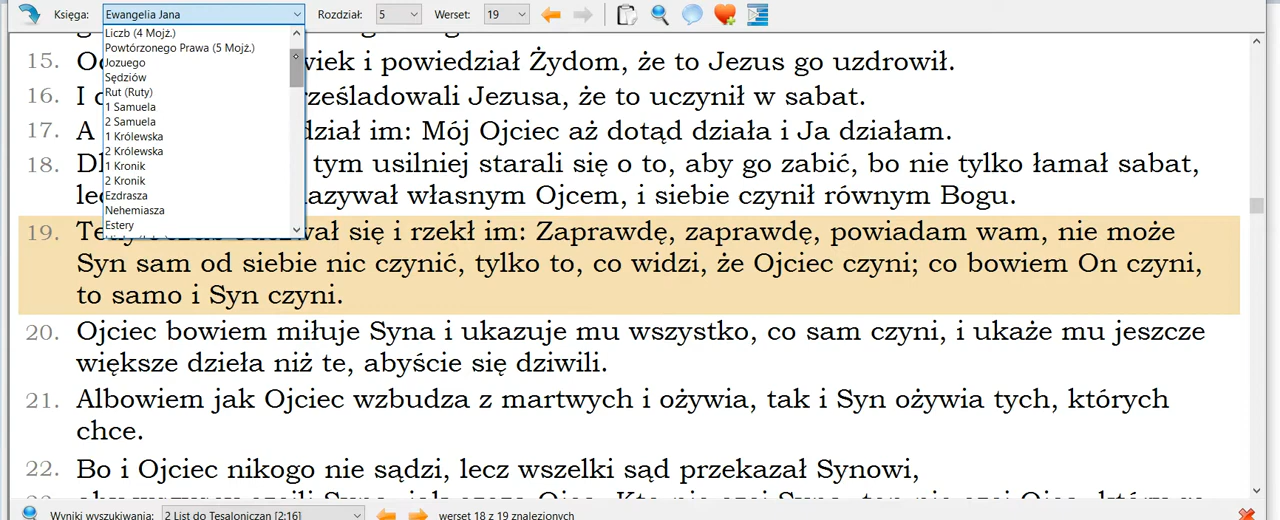 Księga: Ewangelia Jana Rozdział: 5 Werset: 19
Liczb (4 Mojż.)
Powtórzonego Prawa (5 Mojż.)
Jozuego
Sędziów
Rut (Ruty)
1 Samuela
2 Samuela
1 Królewska
2 Królewska
1 Kronik
2 Kronik
Ezdrasza
Nehemiasza
Estery
15. i powiedział Żydom, że to Jezus go uzdrowił.
16. I Jezusa, że to uczynił w sabat.
17. A im: Mój Ojciec aż dotąd działa i Ja działam.
18. tym usilniej starali się o to, aby go zabić, bo nie tylko łamał sabat,
własnym Ojcem, i siebie czynił równym Bogu.
19. się i rzekł im: Zaprawdę, zaprawdę, powiadam wam, nie może
Syn sam od siebie nic czynić, tylko to, co widzi, że Ojciec czyni; co bowiem On czyni,
to samo i Syn czyni.
20. Ojciec bowiem miłuje Syna i ukazuje mu wszystko, co sam czyni, i ukaże mu jeszcze
większe dzieła niż te, abyście się dziwili.
21. Albowiem jak Ojciec wzbudza z martwych i ożywia, tak i Syn ożywia tych, których
chce.
22. Bo i Ojciec nikogo nie sądzi, lecz wszelki sąd przekazał Synowi,
Wyniki wyszukiwania: 2 List do Tesaloniczan [2:16] werset 18 z 19 znalezionych